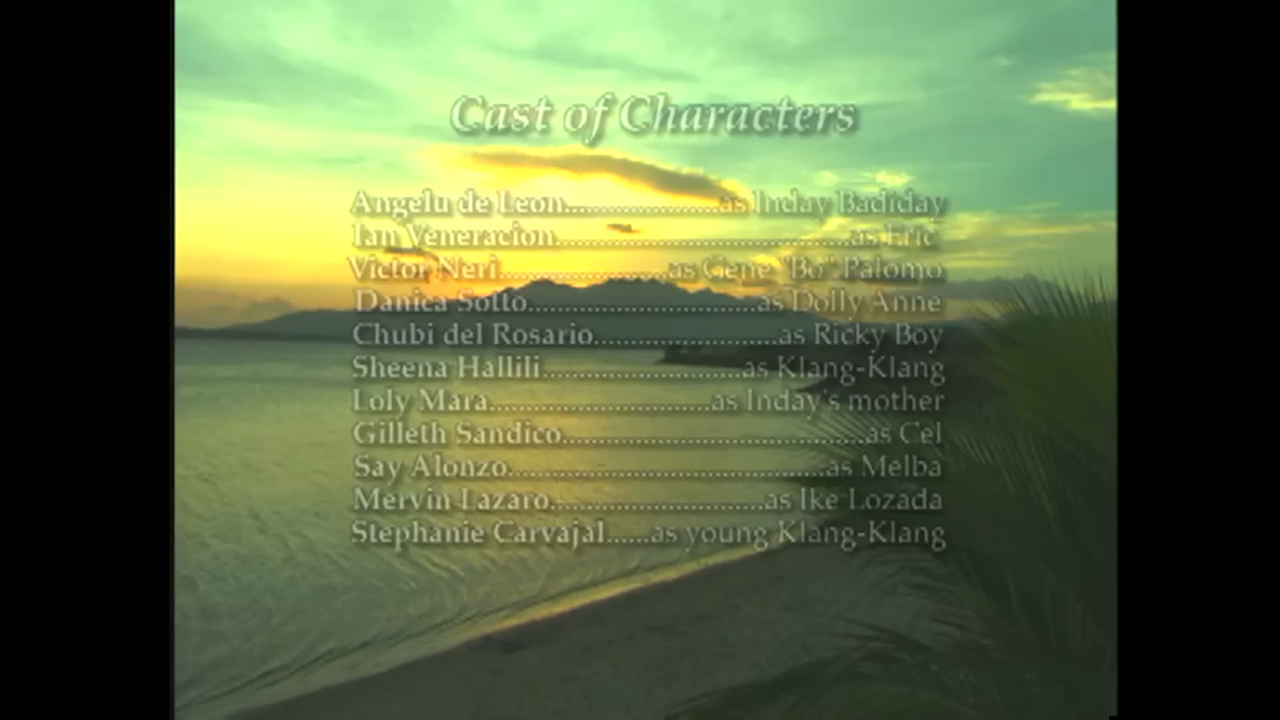 Cast of Characters
Angelu de Leon....................as Inday Badiday
Ian Veneracion......................................as Eric
Victor Neri.....................as Gene "Bo" Palomo
Danica Sotto.............................as Dolly Anne
Chubi del Rosario.......................as Ricky Boy
Sheena Hallili.........................as Klang-Klang
Loly Mara...........................as Inday's mother
Gilleth Sandico......................................as Cel
Say Alonzo.......................................as Melba
Mervin Lazaro..........................as Ike Lozada
Stephanie Carvajal......as young Klang-Klang